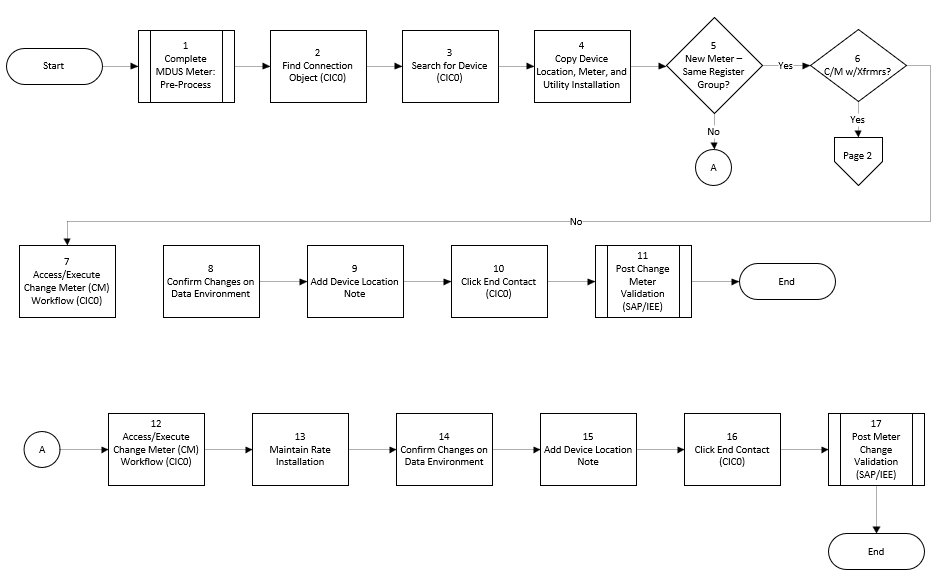 Start
1
Complete
MDUS Meter:
Pre-Process
2
Find Connection
Object (CIC0)
3
Search for Device
(CIC0)
4
Copy Device
Location, Meter, and
Utility Installation
5
New Meter –
Same Register
Group?
Yes
6
C/M w/Xfrmrs?
No
Yes
A
Page 2
No
7
Access/Execute
Change Meter (CM)
Workflow (CIC0)
8
Confirm Changes on
Data Environment
9
Add Device Location
Note
10
Click End Contact
(CIC0)
11
Post Change
Meter
Validation
(SAP/IEE)
End
A
12
Access/Execute
Change Meter (CM)
Workflow (CIC0)
13
Maintain Rate
Installation
14
Confirm Changes on
Data Environment
15
Add Device Location
Note
16
Click End Contact
(CIC0)
17
Post Meter
Change
Validation
(SAP/IEE)
End